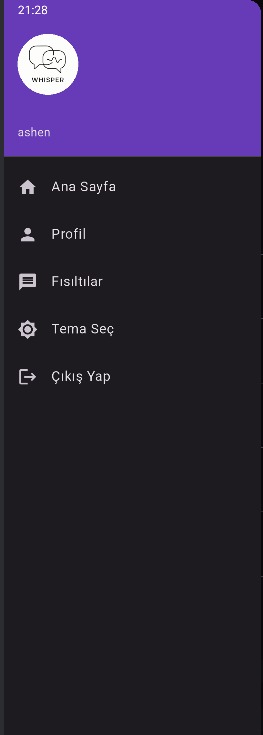 21:28
WHISPER
ashen
Ana Sayfa
Profil
Fısıltılar
Tema Seç
Çıkış Yap